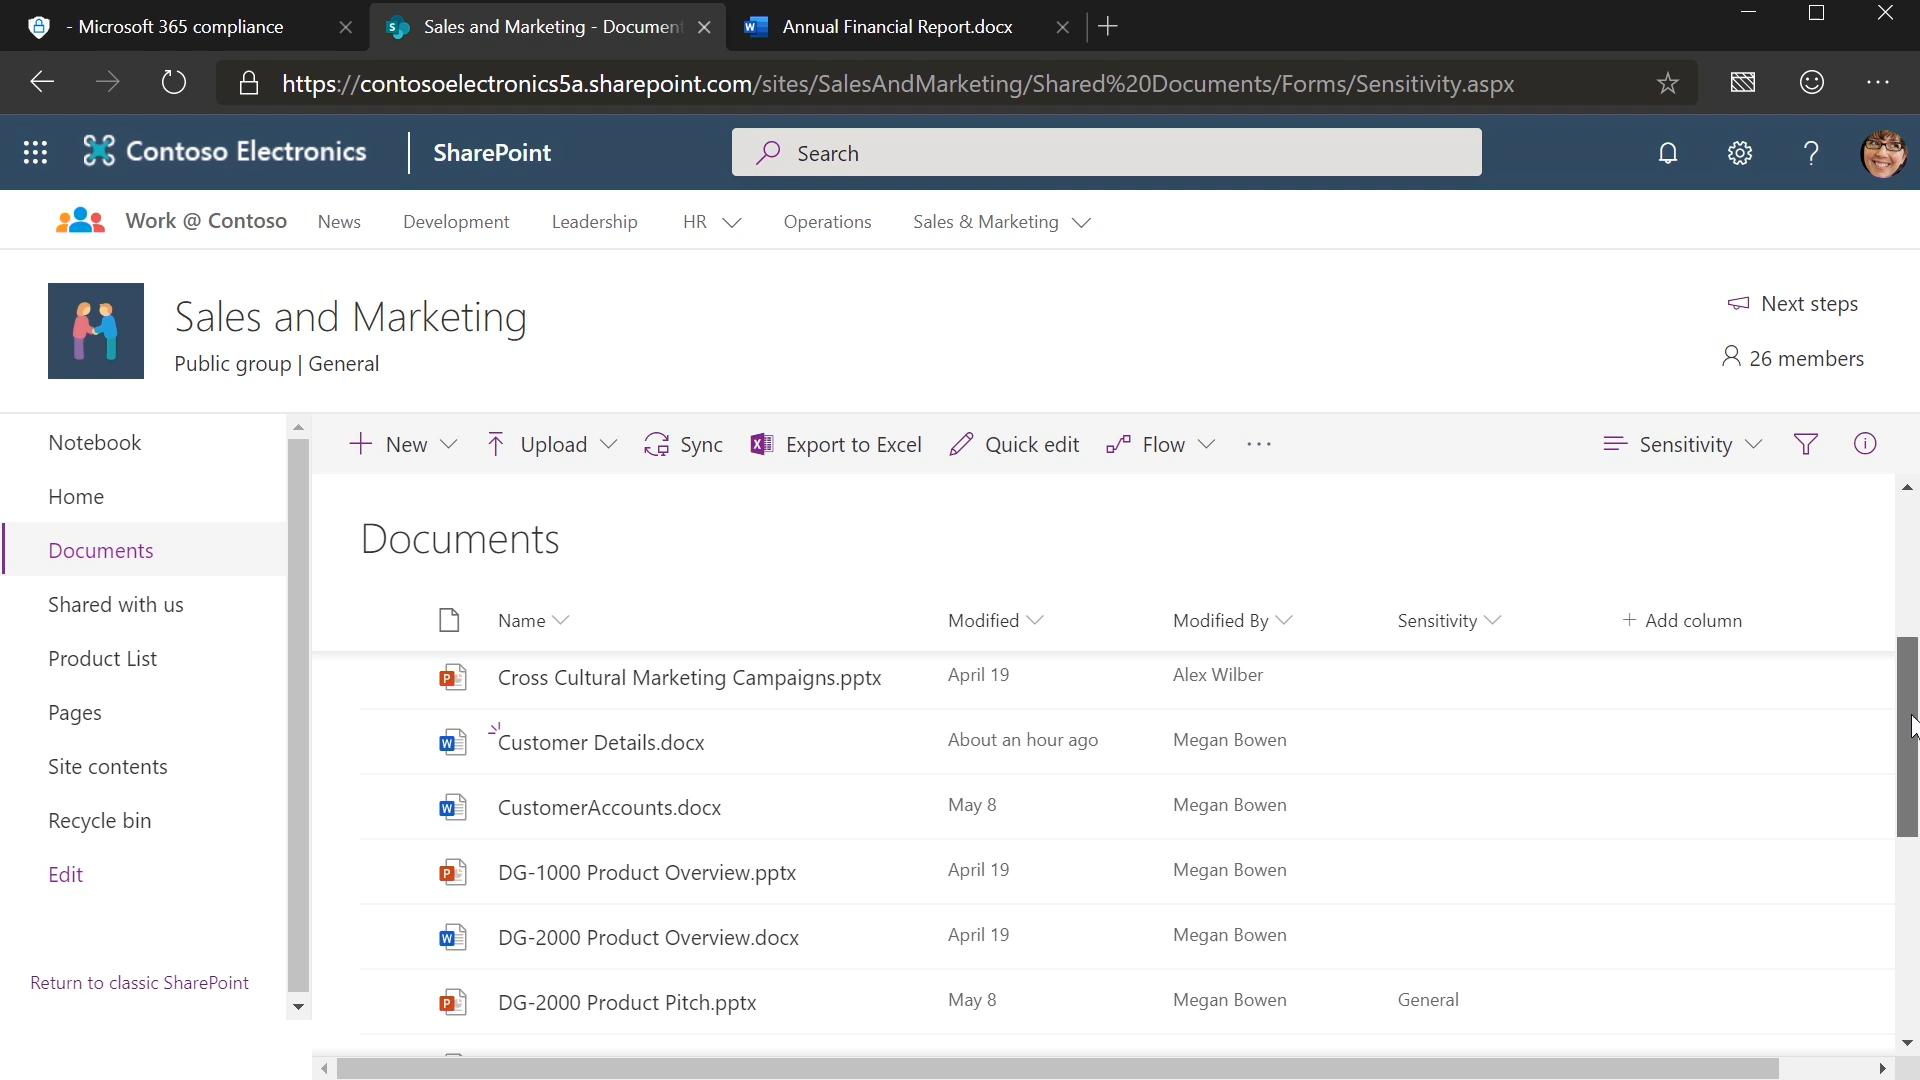 - Microsoft 365 compliance
Sales and Marketing - Document
Annual Financial Report.docx
https://contosoelectronics5a.sharepoint.com/sites/SalesAndMarketing/Shared%20Documents/Forms/Sensitivity.aspx
Contoso Electronics
SharePoint
Search
Work @ Contoso
News
Development
Leadership
HR
Operations
Sales & Marketing
Sales and Marketing
Public group | General
Next steps
26 members
Notebook
Home
Documents
Shared with us
Product List
Pages
Site contents
Recycle bin
Edit
Return to classic SharePoint
New
Upload
Sync
Export to Excel
Quick edit
Flow
Sensitivity
Documents
Name Modified Modified By Sensitivity + Add column
Cross Cultural Marketing Campaigns.pptx April 19 Alex Wilber
Customer Details.docx About an hour ago Megan Bowen
CustomerAccounts.docx May 8 Megan Bowen
DG-1000 Product Overview.pptx April 19 Megan Bowen
DG-2000 Product Overview.docx April 19 Megan Bowen
DG-2000 Product Pitch.pptx May 8 Megan Bowen General